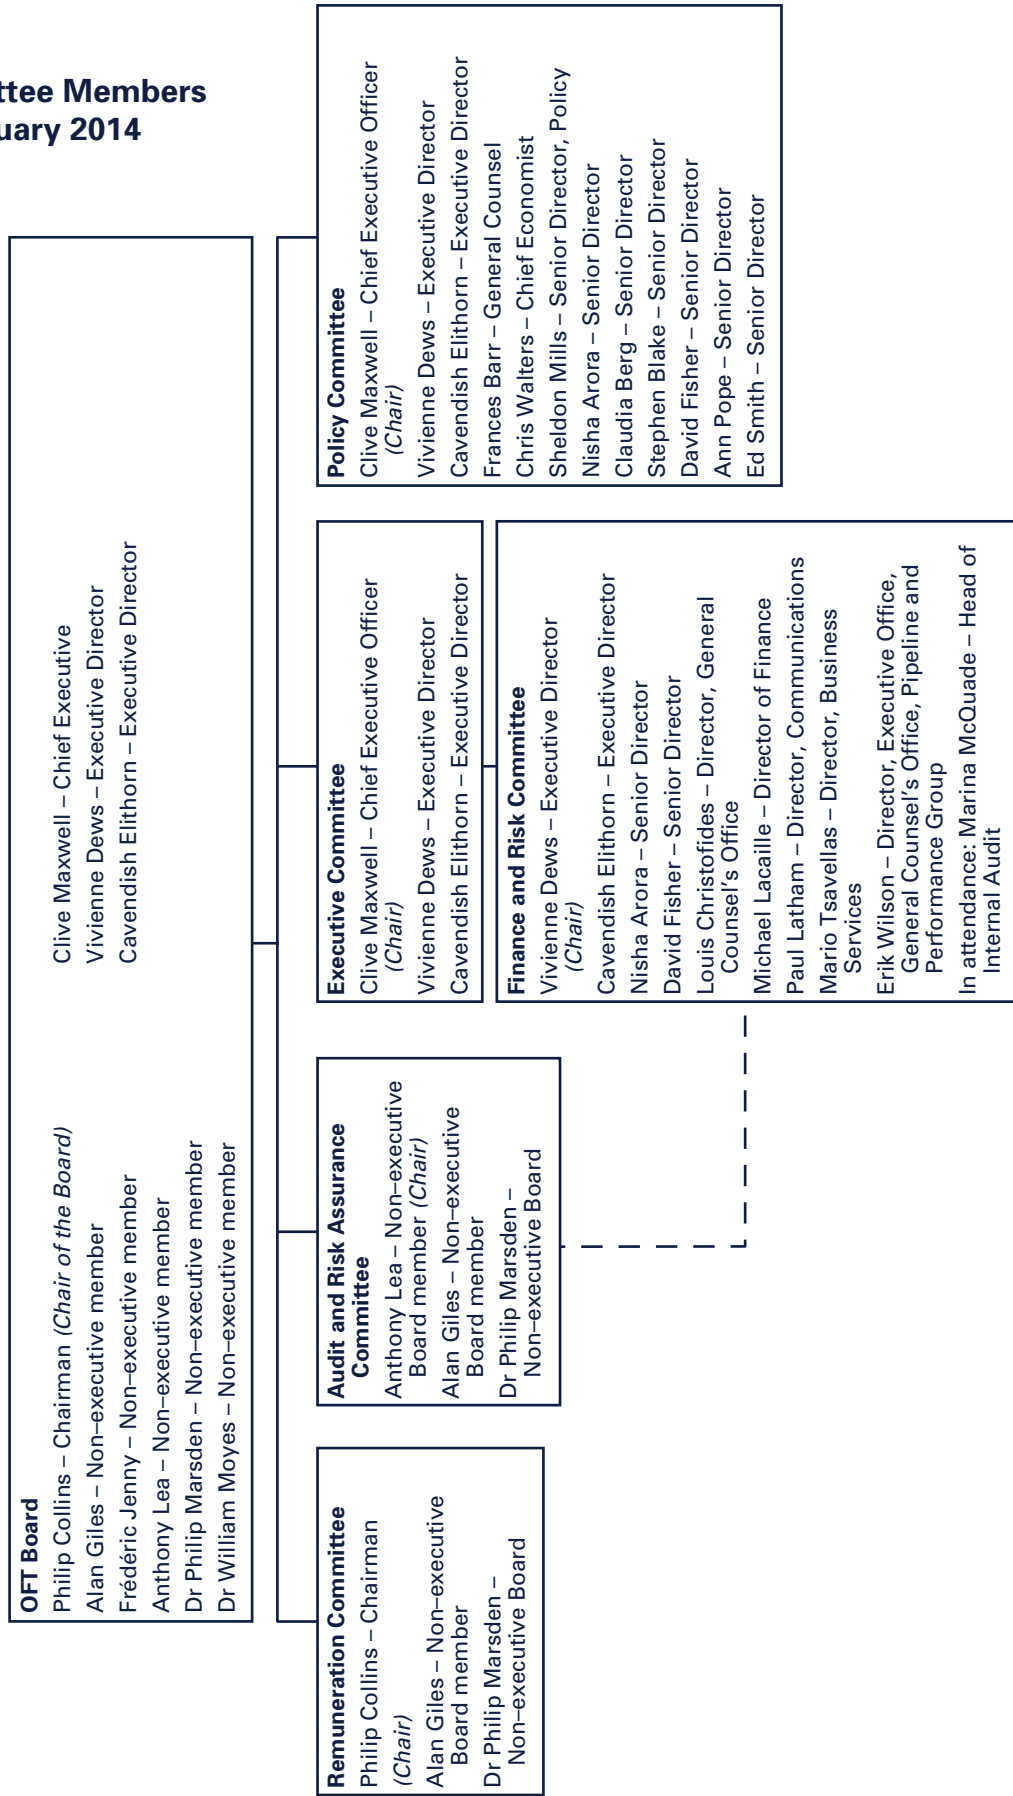 ttee Members
uary 2014
OFT Board
Philip Collins – Chairman (Chair of the Board)
Alan Giles – Non–executive member
Frédéric Jenny – Non–executive member
Anthony Lea – Non–executive member
Dr Philip Marsden – Non–executive member
Dr William Moyes – Non–executive member
Clive Maxwell – Chief Executive
Vivienne Dews – Executive Director
Cavendish Elithorn – Executive Director
Remuneration Committee
Philip Collins – Chairman
(Chair)
Alan Giles – Non–executive
Board member
Dr Philip Marsden –
Non–executive Board
Audit and Risk Assurance
Committee
Anthony Lea – Non–executive
Board member (Chair)
Alan Giles – Non–executive
Board member
Dr Philip Marsden –
Non–executive Board
Executive Committee
Clive Maxwell – Chief Executive Officer
(Chair)
Vivienne Dews – Executive Director
Cavendish Elithorn – Executive Director
Finance and Risk Committee
Vivienne Dews – Executive Director
(Chair)
Cavendish Elithorn – Executive Director
Nisha Arora – Senior Director
David Fisher – Senior Director
Louis Christofides – Director, General
Counsel's Office
Michael Lacaille – Director of Finance
Paul Latham – Director, Communications
Mario Tsavellas – Director, Business
Services
Erik Wilson – Director, Executive Office,
General Counsel's Office, Pipeline and
Performance Group
In attendance: Marina McQuade – Head of
Internal Audit
Policy Committee
Clive Maxwell – Chief Executive Officer
(Chair)
Vivienne Dews – Executive Director
Cavendish Elithorn – Executive Director
Frances Barr – General Counsel
Chris Walters – Chief Economist
Sheldon Mills – Senior Director, Policy
Nisha Arora – Senior Director
Claudia Berg – Senior Director
Stephen Blake – Senior Director
David Fisher – Senior Director
Ann Pope – Senior Director
Ed Smith – Senior Director